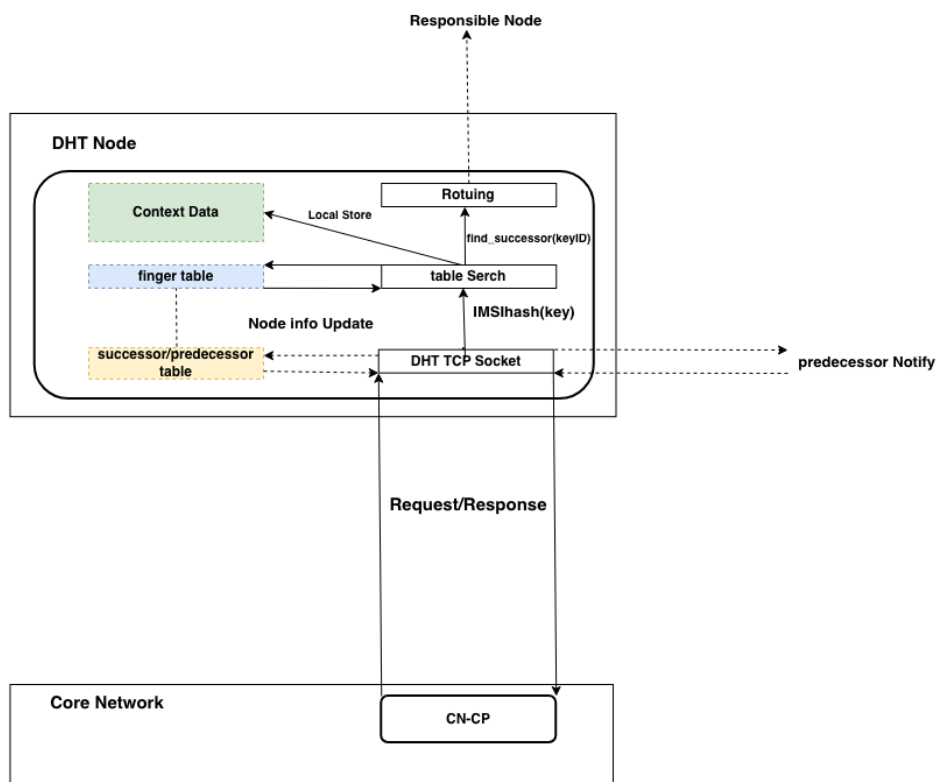 Responsible Node
DHT Node
Rotuing
Context Data
Local Store
find_successor(keyID)
finger table
table Serch
IMSIhash(key)
Node info Update
successor/predecessor
table
DHT TCP Socket
predecessor Notify
Request/Response
Core Network
CN-CP